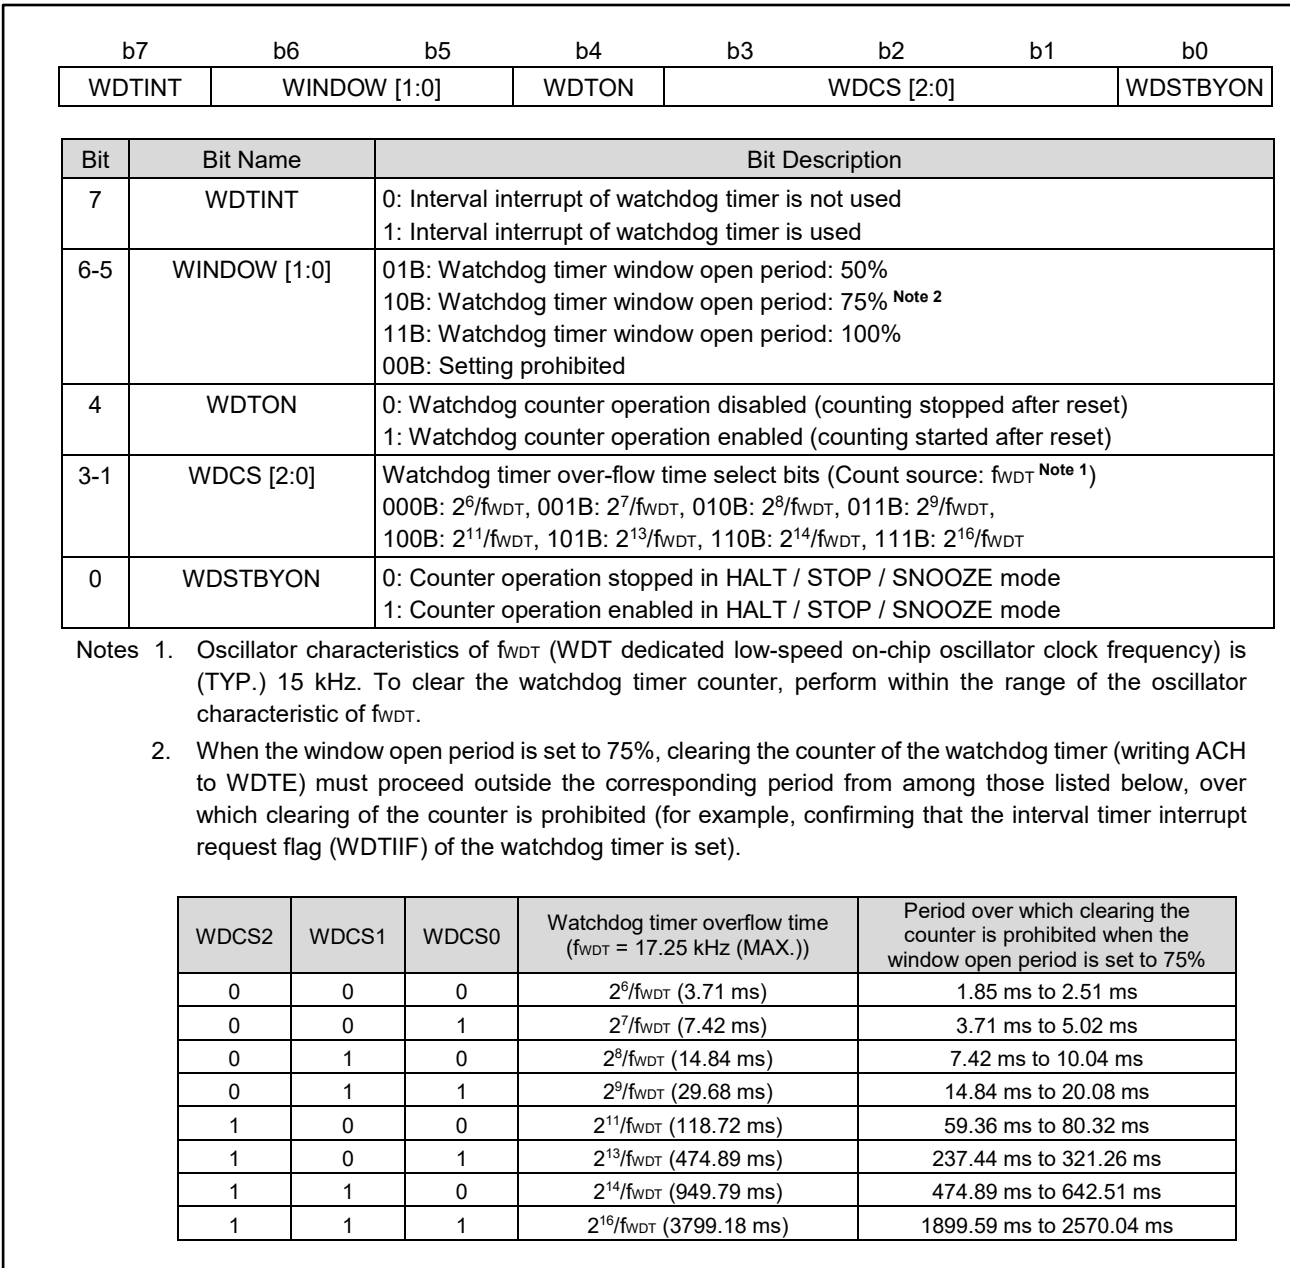 b7 b6 b5 b4 b3 b2 b1 b0
WDTINT WINDOW [1:0] WDTON WDCS [2:0] WDSTBYON
Bit Bit Name Bit Description
7 WDTINT 0: Interval interrupt of watchdog timer is not used
1: Interval interrupt of watchdog timer is used
6-5 WINDOW [1:0] 01B: Watchdog timer window open period: 50%
10B: Watchdog timer window open period: 75% Note 2
11B: Watchdog timer window open period: 100%
00B: Setting prohibited
4 WDTON 0: Watchdog counter operation disabled (counting stopped after reset)
1: Watchdog counter operation enabled (counting started after reset)
3-1 WDCS [2:0] Watchdog timer over-flow time select bits (Count source: fWDT Note 1)
000B: 2⁶/fWDT, 001B: 2⁷/fWDT, 010B: 2⁸/fWDT, 011B: 2⁹/fWDT,
100B: 2¹¹/fWDT, 101B: 2¹³/fWDT, 110B: 2¹⁴/fWDT, 111B: 2¹⁶/fWDT
0 WDSTBYON 0: Counter operation stopped in HALT / STOP / SNOOZE mode
1: Counter operation enabled in HALT / STOP / SNOOZE mode
Notes 1. Oscillator characteristics of fWDT (WDT dedicated low-speed on-chip oscillator clock frequency) is
(TYP.) 15 kHz. To clear the watchdog timer counter, perform within the range of the oscillator
characteristic of fWDT.
2. When the window open period is set to 75%, clearing the counter of the watchdog timer (writing ACH
to WDTE) must proceed outside the corresponding period from among those listed below, over
which clearing of the counter is prohibited (for example, confirming that the interval timer interrupt
request flag (WDTIIF) of the watchdog timer is set).
WDCS2 WDCS1 WDCS0 Watchdog timer overflow time
(fWDT = 17.25 kHz (MAX.)) Period over which clearing the
counter is prohibited when the
window open period is set to 75%
0 0 0 2⁶/fWDT (3.71 ms) 1.85 ms to 2.51 ms
0 0 1 2⁷/fWDT (7.42 ms) 3.71 ms to 5.02 ms
0 1 0 2⁸/fWDT (14.84 ms) 7.42 ms to 10.04 ms
0 1 1 2⁹/fWDT (29.68 ms) 14.84 ms to 20.08 ms
1 0 0 2¹¹/fWDT (118.72 ms) 59.36 ms to 80.32 ms
1 0 1 2¹³/fWDT (474.89 ms) 237.44 ms to 321.26 ms
1 1 0 2¹⁴/fWDT (949.79 ms) 474.89 ms to 642.51 ms
1 1 1 2¹⁶/fWDT (3799.18 ms) 1899.59 ms to 2570.04 ms